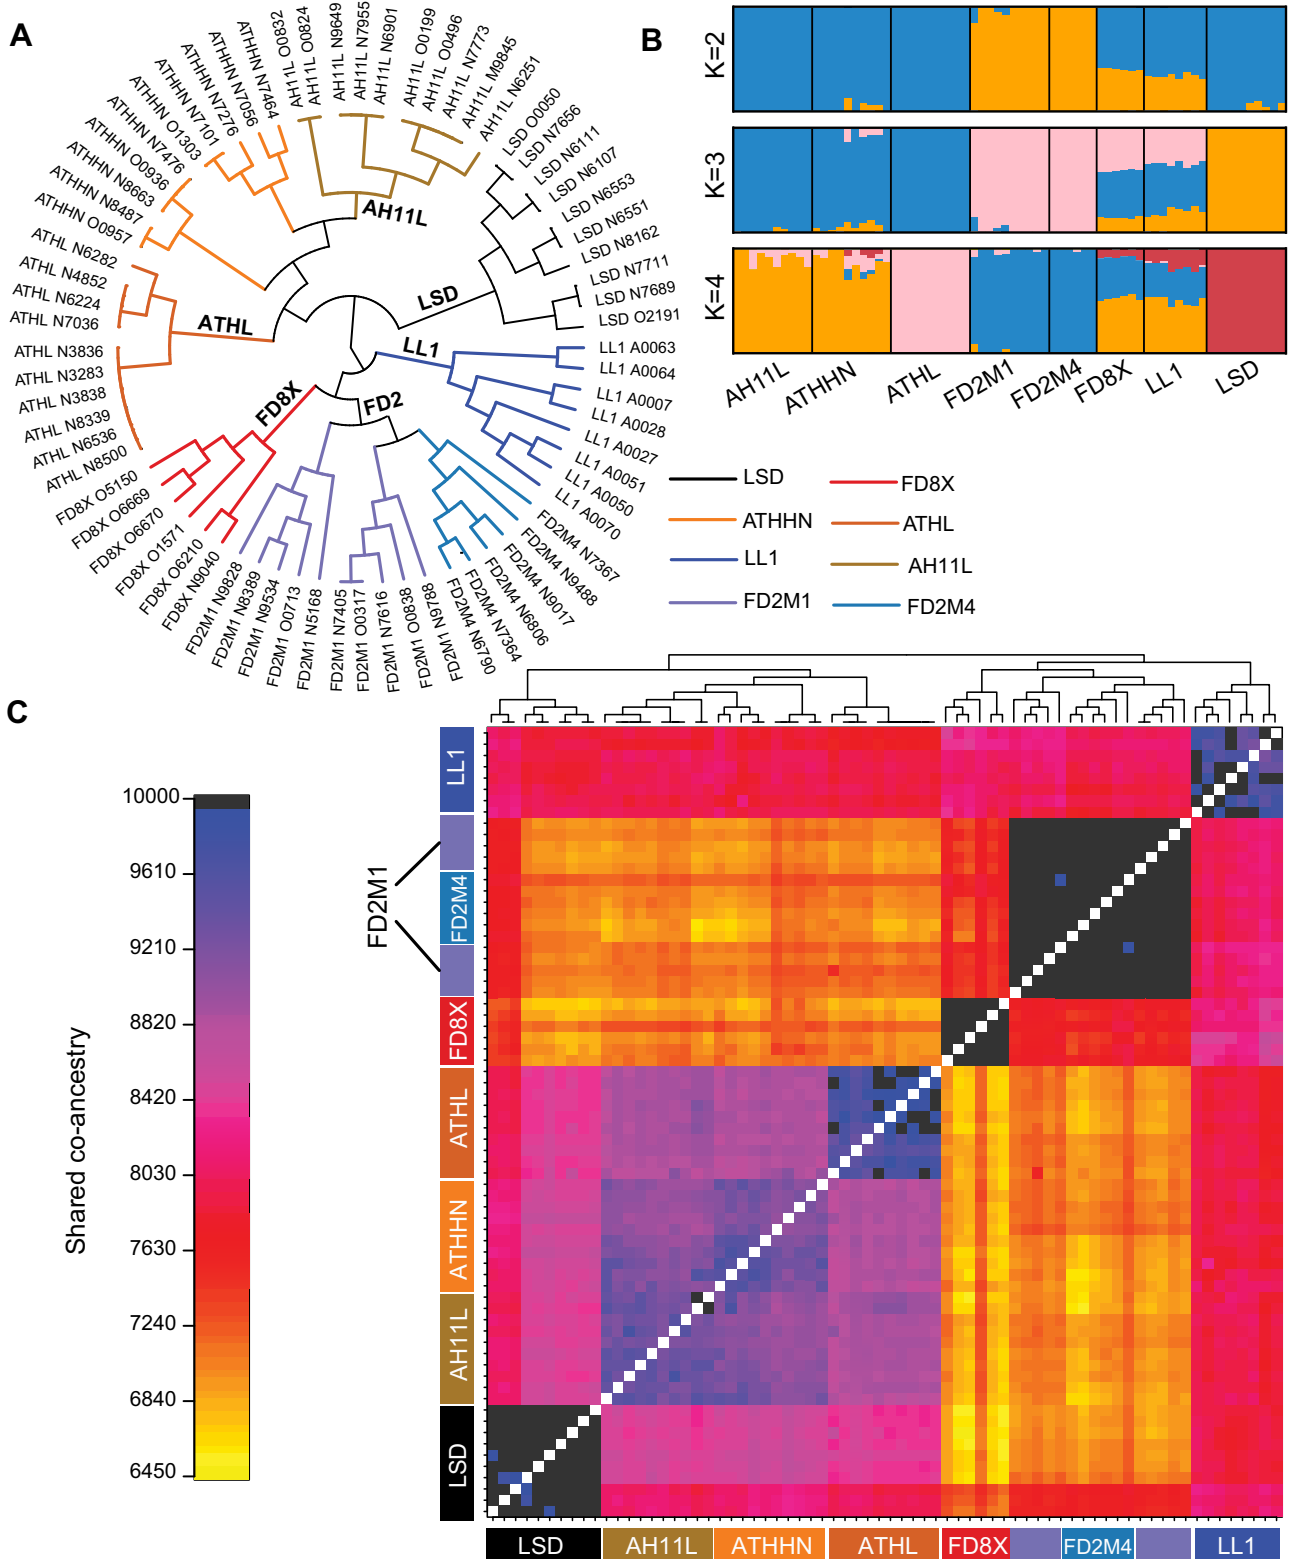 A
ATHHN N7464
ATHHN N7056
ATHHN N7276
ATHHN N7101
ATHHN O1303
ATHHN N7476
ATHHN O0936
ATHHN N8663
ATHHN N8487
ATHHN O0957
ATHL N6282
ATHL N4852
ATHL N6224
ATHL N7036
ATHL N3836
ATHL N3283
ATHL N3838
ATHL N8339
ATHL N6536
ATHL N8500
FD8X O5150
FD8X O6669
FD8X O6670
FD8X O1571
FD8X O6210
FD8X N9040
FD2M1 N9828
FD2M1 N8389
FD2M1 N9534
FD2M1 O0713
FD2M1 N5168
FD2M1 N7405
FD2M1 O0317
FD2M1 N7616
FD2M1 O0838
FD2M1 N9788
FD2M4 N6790
FD2M4 N7364
FD2M4 N6806
FD2M4 N9017
FD2M4 N9488
FD2M4 N7367
LL1 A0070
LL1 A0050
LL1 A0051
LL1 A0027
LL1 A0028
LL1 A0007
LL1 A0064
LL1 A0063
LSD O2191
LSD N7689
LSD N7711
LSD N8162
LSD N6551
LSD N6553
LSD N6107
LSD N6111
LSD N7656
LSD O0050
AH11L N6251
AH11L M9845
AH11L N7773
AH11L O0496
AH11L O0199
AH11L N6901
AH11L N7955
AH11L N9649
AH11L O0824
AH11L O0832
AH11L
LSD
ATHL
LL1
FD8X
FD2
B
K=2
K=3
K=4
AH11L
ATHHN
ATHL
FD2M1
FD2M4
FD8X
LL1
LSD
LSD
FD8X
ATHHN
ATHL
LL1
AH11L
FD2M1
FD2M4
C
Shared co-ancestry
10000
9610
9210
8820
8420
8030
7630
7240
6840
6450
LL1
FD2M1
FD2M4
FD8X
ATHL
ATHHN
AH11L
LSD
LSD
AH11L
ATHHN
ATHL
FD8X
FD2M4
LL1